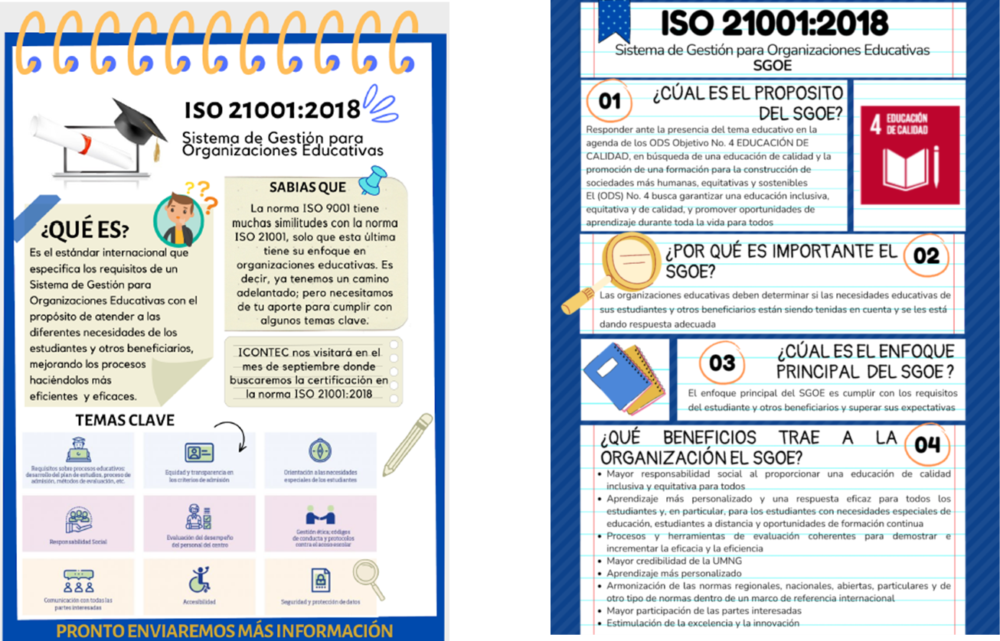 ISO 21001:2018
Sistema de Gestión para
Organizaciones Educativas
¿QUÉ ES?
Es el estándar internacional que
especifica los requisitos de un
Sistema de Gestión para
Organizaciones Educativas con el
propósito de atender a las
diferentes necesidades de los
estudiantes y otros beneficiarios,
mejorando los procesos
haciéndolos más
eficientes y eficaces.
SABIAS QUE
La norma ISO 9001 tiene
muchas similitudes con la norma
ISO 21001, solo que esta última
tiene su enfoque en
organizaciones educativas. Es
decir, ya tenemos un camino
adelantado; pero necesitamos
de tu aporte para cumplir con
algunos temas clave.
ICONTEC nos visitará en el
mes de septiembre donde
buscaremos la certificación en
la norma ISO 21001:2018
TEMAS CLAVE
Requisitos sobre procesos educativos:
desarrollo del plan de estudios, proceso de
admisión, métodos de evaluación, etc.
Equidad y transparencia en
los criterios de admisión
Orientación a las necesidades
especiales de los estudiantes
Responsabilidad Social
Evaluación del desempeño
del personal del centro
Gestión ética; códigos
de conducta y protocolos
contra el acoso escolar
Comunicación con todas las
partes interesadas
Accesibilidad
Seguridad y protección de datos
PRONTO ENVIAREMOS MÁS INFORMACIÓN
ISO 21001:2018
Sistema de Gestión para Organizaciones Educativas
SGOE
01
¿CÚAL ES EL PROPOSITO
DEL SGOE?
Responder ante la presencia del tema educativo en la
agenda de los ODS Objetivo No. 4 EDUCACIÓN DE
CALIDAD, en búsqueda de una educación de calidad y la
promoción de una formación para la construcción de
sociedades más humanas, equitativas y sostenibles
El (ODS) No. 4 busca garantizar una educación inclusiva,
equitativa y de calidad, y promover oportunidades de
aprendizaje durante toda la vida para todos
4 EDUCACIÓN
DE CALIDAD
¿POR QUÉ ES IMPORTANTE EL
SGOE?
02
Las organizaciones educativas deben determinar si las necesidades educativas de
sus estudiantes y otros beneficiarios están siendo tenidas en cuenta y se les está
dando respuesta adecuada
03
¿CÚAL ES EL ENFOQUE
PRINCIPAL DEL SGOE ?
El enfoque principal del SGOE es cumplir con los requisitos
del estudiante y otros beneficiarios y superar sus expectativas
¿QUÉ BENEFICIOS TRAE A LA
ORGANIZACIÓN EL SGOE?
04
• Mayor responsabilidad social al proporcionar una educación de calidad
inclusiva y equitativa para todos
• Aprendizaje más personalizado y una respuesta eficaz para todos los
estudiantes y, en particular, para los estudiantes con necesidades especiales de
educación, estudiantes a distancia y oportunidades de formación continua
• Procesos y herramientas de evaluación coherentes para demostrar e
incrementar la eficacia y la eficiencia
• Mayor credibilidad de la UMNG
• Aprendizaje más personalizado
• Armonización de las normas regionales, nacionales, abiertas, particulares y de
otro tipo de normas dentro de un marco de referencia internacional
• Mayor participación de las partes interesadas
• Estimulación de la excelencia y la innovación